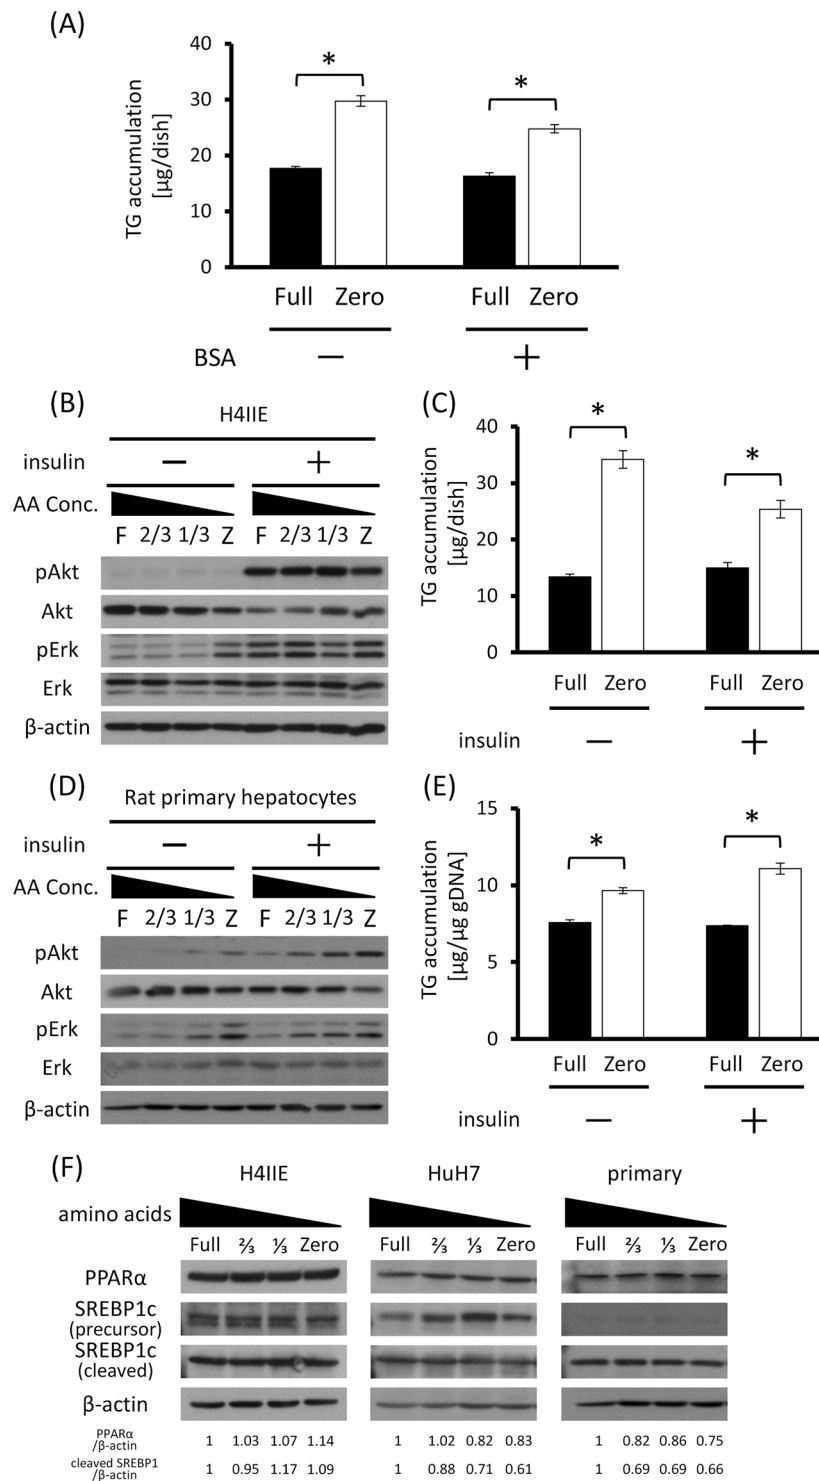 (A)
TG accumulation
[µg/dish]
40
30
20
10
0
*
*
Full Zero Full Zero
BSA − +
(B)
H4IIE
insulin − +
AA Conc.
F 2/3 1/3 Z F 2/3 1/3 Z
pAkt
Akt
pErk
Erk
β-actin
(C)
TG accumulation
[µg/dish]
40
30
20
10
0
*
*
Full Zero Full Zero
insulin − +
(D)
Rat primary hepatocytes
insulin − +
AA Conc.
F 2/3 1/3 Z F 2/3 1/3 Z
pAkt
Akt
pErk
Erk
β-actin
(E)
TG accumulation
[µg/µg gDNA]
15
10
5
0
*
*
Full Zero Full Zero
insulin − +
(F)
H4IIE HuH7 primary
amino acids
Full ⅔ ⅓ Zero Full ⅔ ⅓ Zero Full ⅔ ⅓ Zero
PPARα
SREBP1c
(precursor)
SREBP1c
(cleaved)
β-actin
PPARα
/β-actin 1 1.03 1.07 1.14 1 1.02 0.82 0.83 1 0.82 0.86 0.75
cleaved SREBP1
/β-actin 1 0.95 1.17 1.09 1 0.88 0.71 0.61 1 0.69 0.69 0.66